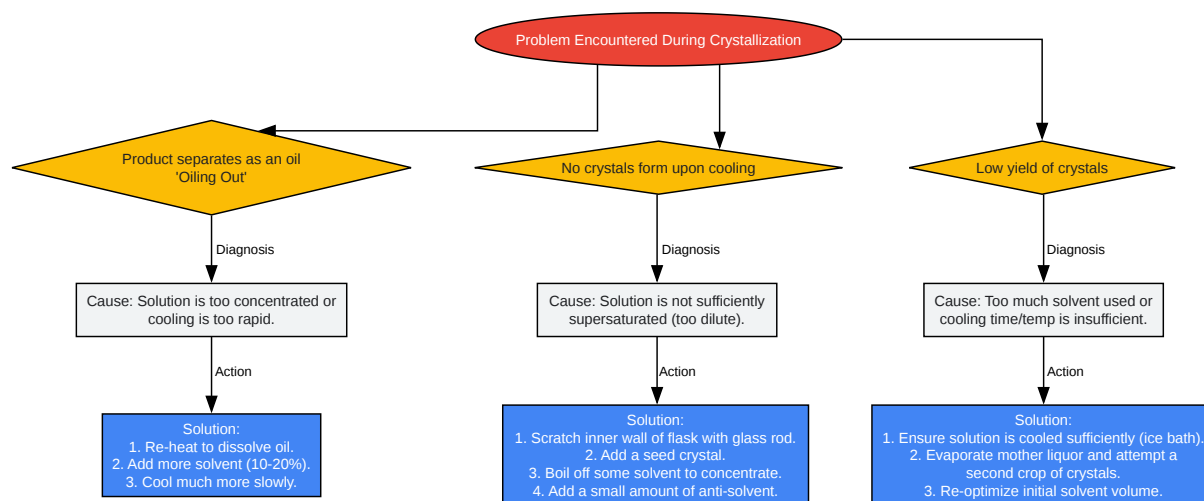 Problem Encountered During Crystallization
Product separates as an oil
'Oiling Out'
No crystals form upon cooling
Low yield of crystals
Diagnosis
Diagnosis
Diagnosis
Cause: Solution is too concentrated or
cooling is too rapid.
Cause: Solution is not sufficiently
supersaturated (too dilute).
Cause: Too much solvent used or
cooling time/temp is insufficient.
Action
Action
Action
Solution:
1. Re-heat to dissolve oil.
2. Add more solvent (10-20%).
3. Cool much more slowly.
Solution:
1. Scratch inner wall of flask with glass rod.
2. Add a seed crystal.
3. Boil off some solvent to concentrate.
4. Add a small amount of anti-solvent.
Solution:
1. Ensure solution is cooled sufficiently (ice bath).
2. Evaporate mother liquor and attempt a
second crop of crystals.
3. Re-optimize initial solvent volume.